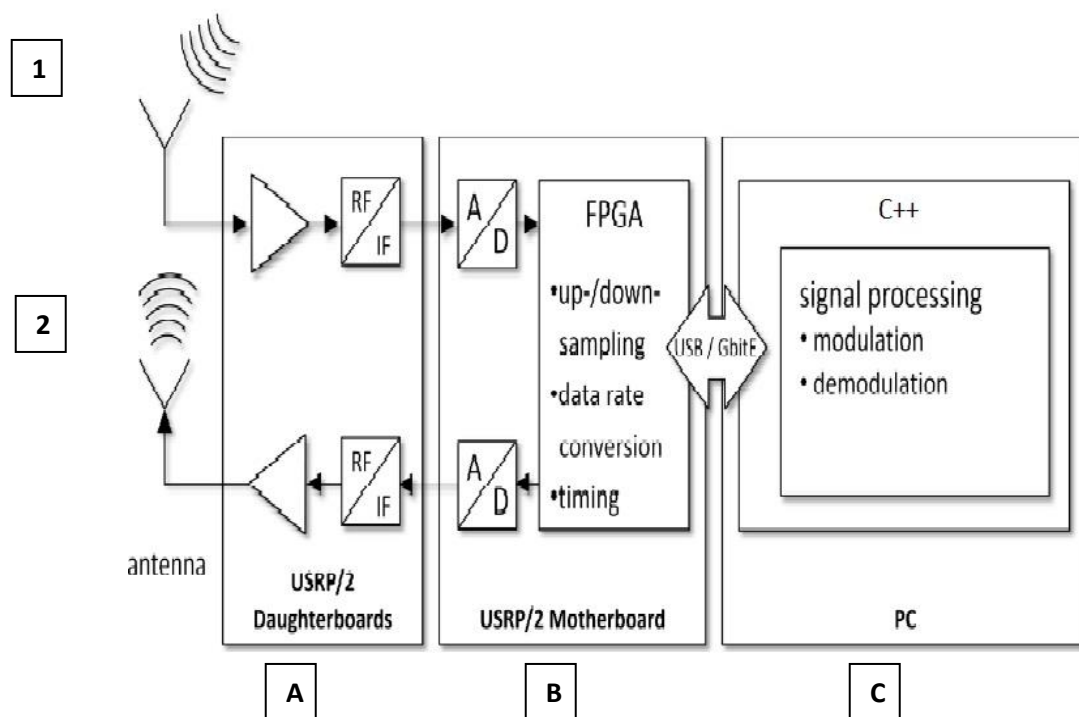 1
2
antenna
RF
IF
RF
IF
USRP/2
Daughterboards
A
D
A
D
FPGA
•up-/down-
sampling
•data rate
conversion
•timing
USRP/2 Motherboard
USB / GbitE
C++
signal processing
• modulation
• demodulation
PC
A
B
C